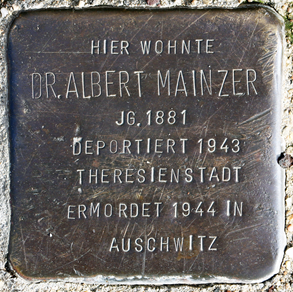 HIER WOHNTE
DR. ALBERT MAINZER
JG. 1881
DEPORTIERT 1943
THERESIENSTADT
ERMORDET 1944 IN
AUSCHWITZ